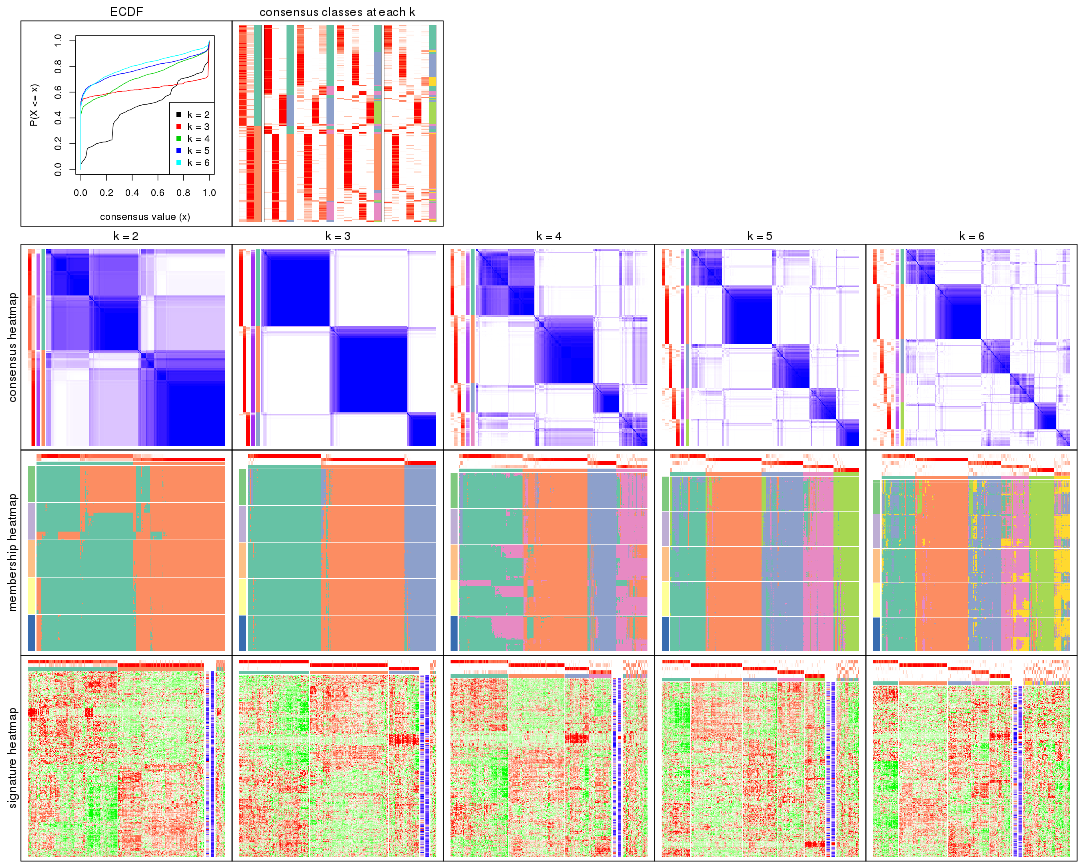 ECDF
consensus classes at each k
P(X <= x)
0.0
0.2
0.4
0.6
0.8
1.0
k = 2
k = 3
k = 4
k = 5
k = 6
0.0 0.2 0.4 0.6 0.8 1.0
consensus value (x)
k = 2
k = 3
k = 4
k = 5
k = 6
consensus heatmap
membership heatmap
signature heatmap